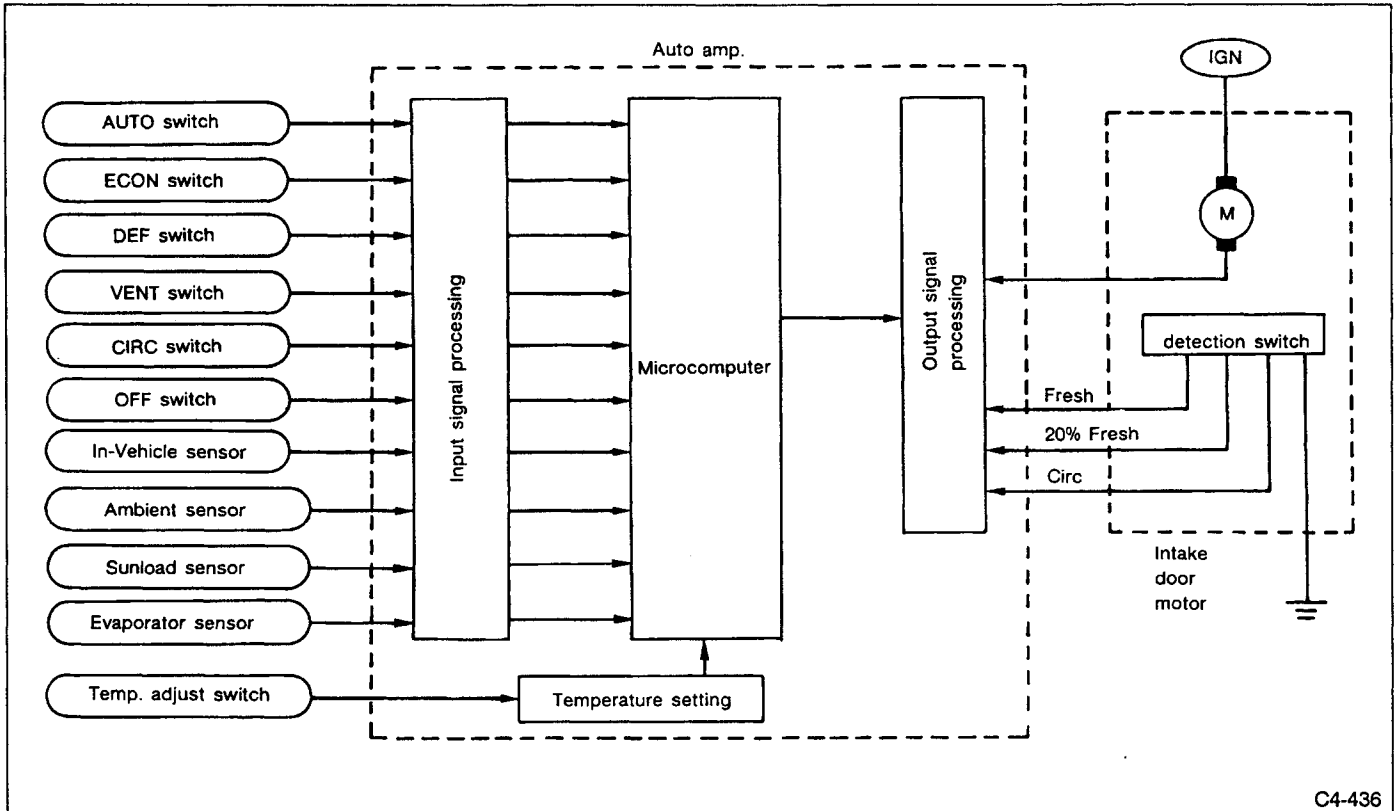 Auto amp.
IGN
AUTO switch
ECON switch
DEF switch
VENT switch
CIRC switch
OFF switch
In-Vehicle sensor
Ambient sensor
Sunload sensor
Evaporator sensor
Temp. adjust switch
Input signal processing
Microcomputer
Temperature setting
Output signal
processing
M
detection switch
Fresh
20% Fresh
Circ
Intake
door
motor
C4-436